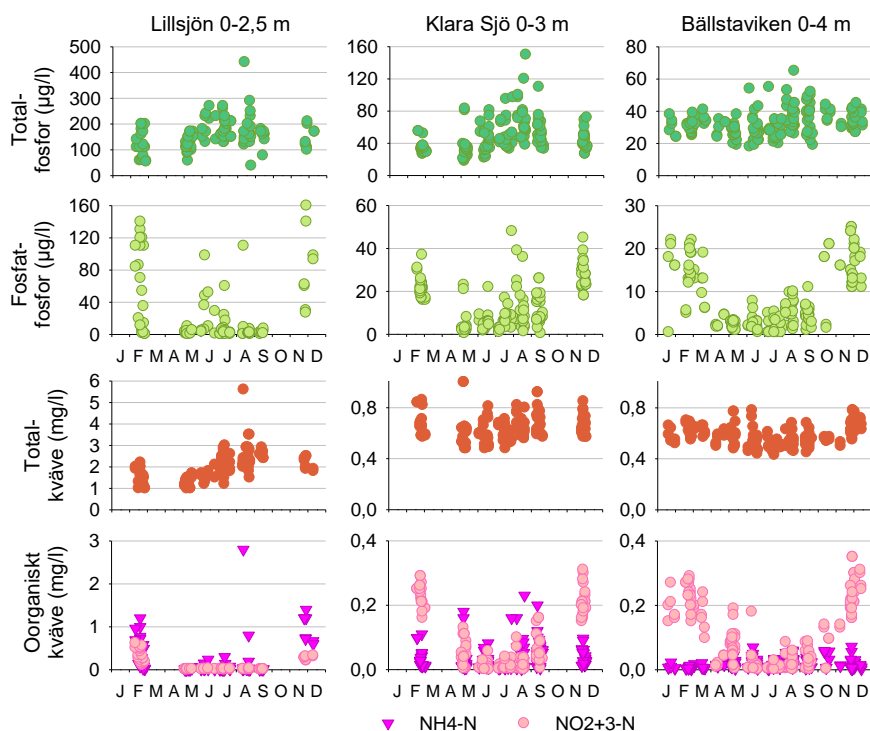 Lillsjön 0-2,5 m Klara Sjö 0-3 m Bällstaviken 0-4 m
Total-
fosfor (µg/l)
500 400 300 200 100 0
160 120 80 40 0
80 60 40 20 0
Fosfat-
fosfor (µg/l)
160 120 80 40 0
60 40 20 0
30 20 10 0
J F M A M J J A S O N D J F M A M J J A S O N D J F M A M J J A S O N D
Total-
kväve (mg/l)
6 5 4 3 2 1 0
0,8 0,4 0,0
0,8 0,4 0,0
Oorganiskt
kväve (mg/l)
3 2 1 0
0,4 0,2 0,0
0,4 0,2 0,0
J F M A M J J A S O N D J F M A M J J A S O N D J F M A M J J A S O N D
NH4-N NO2+3-N